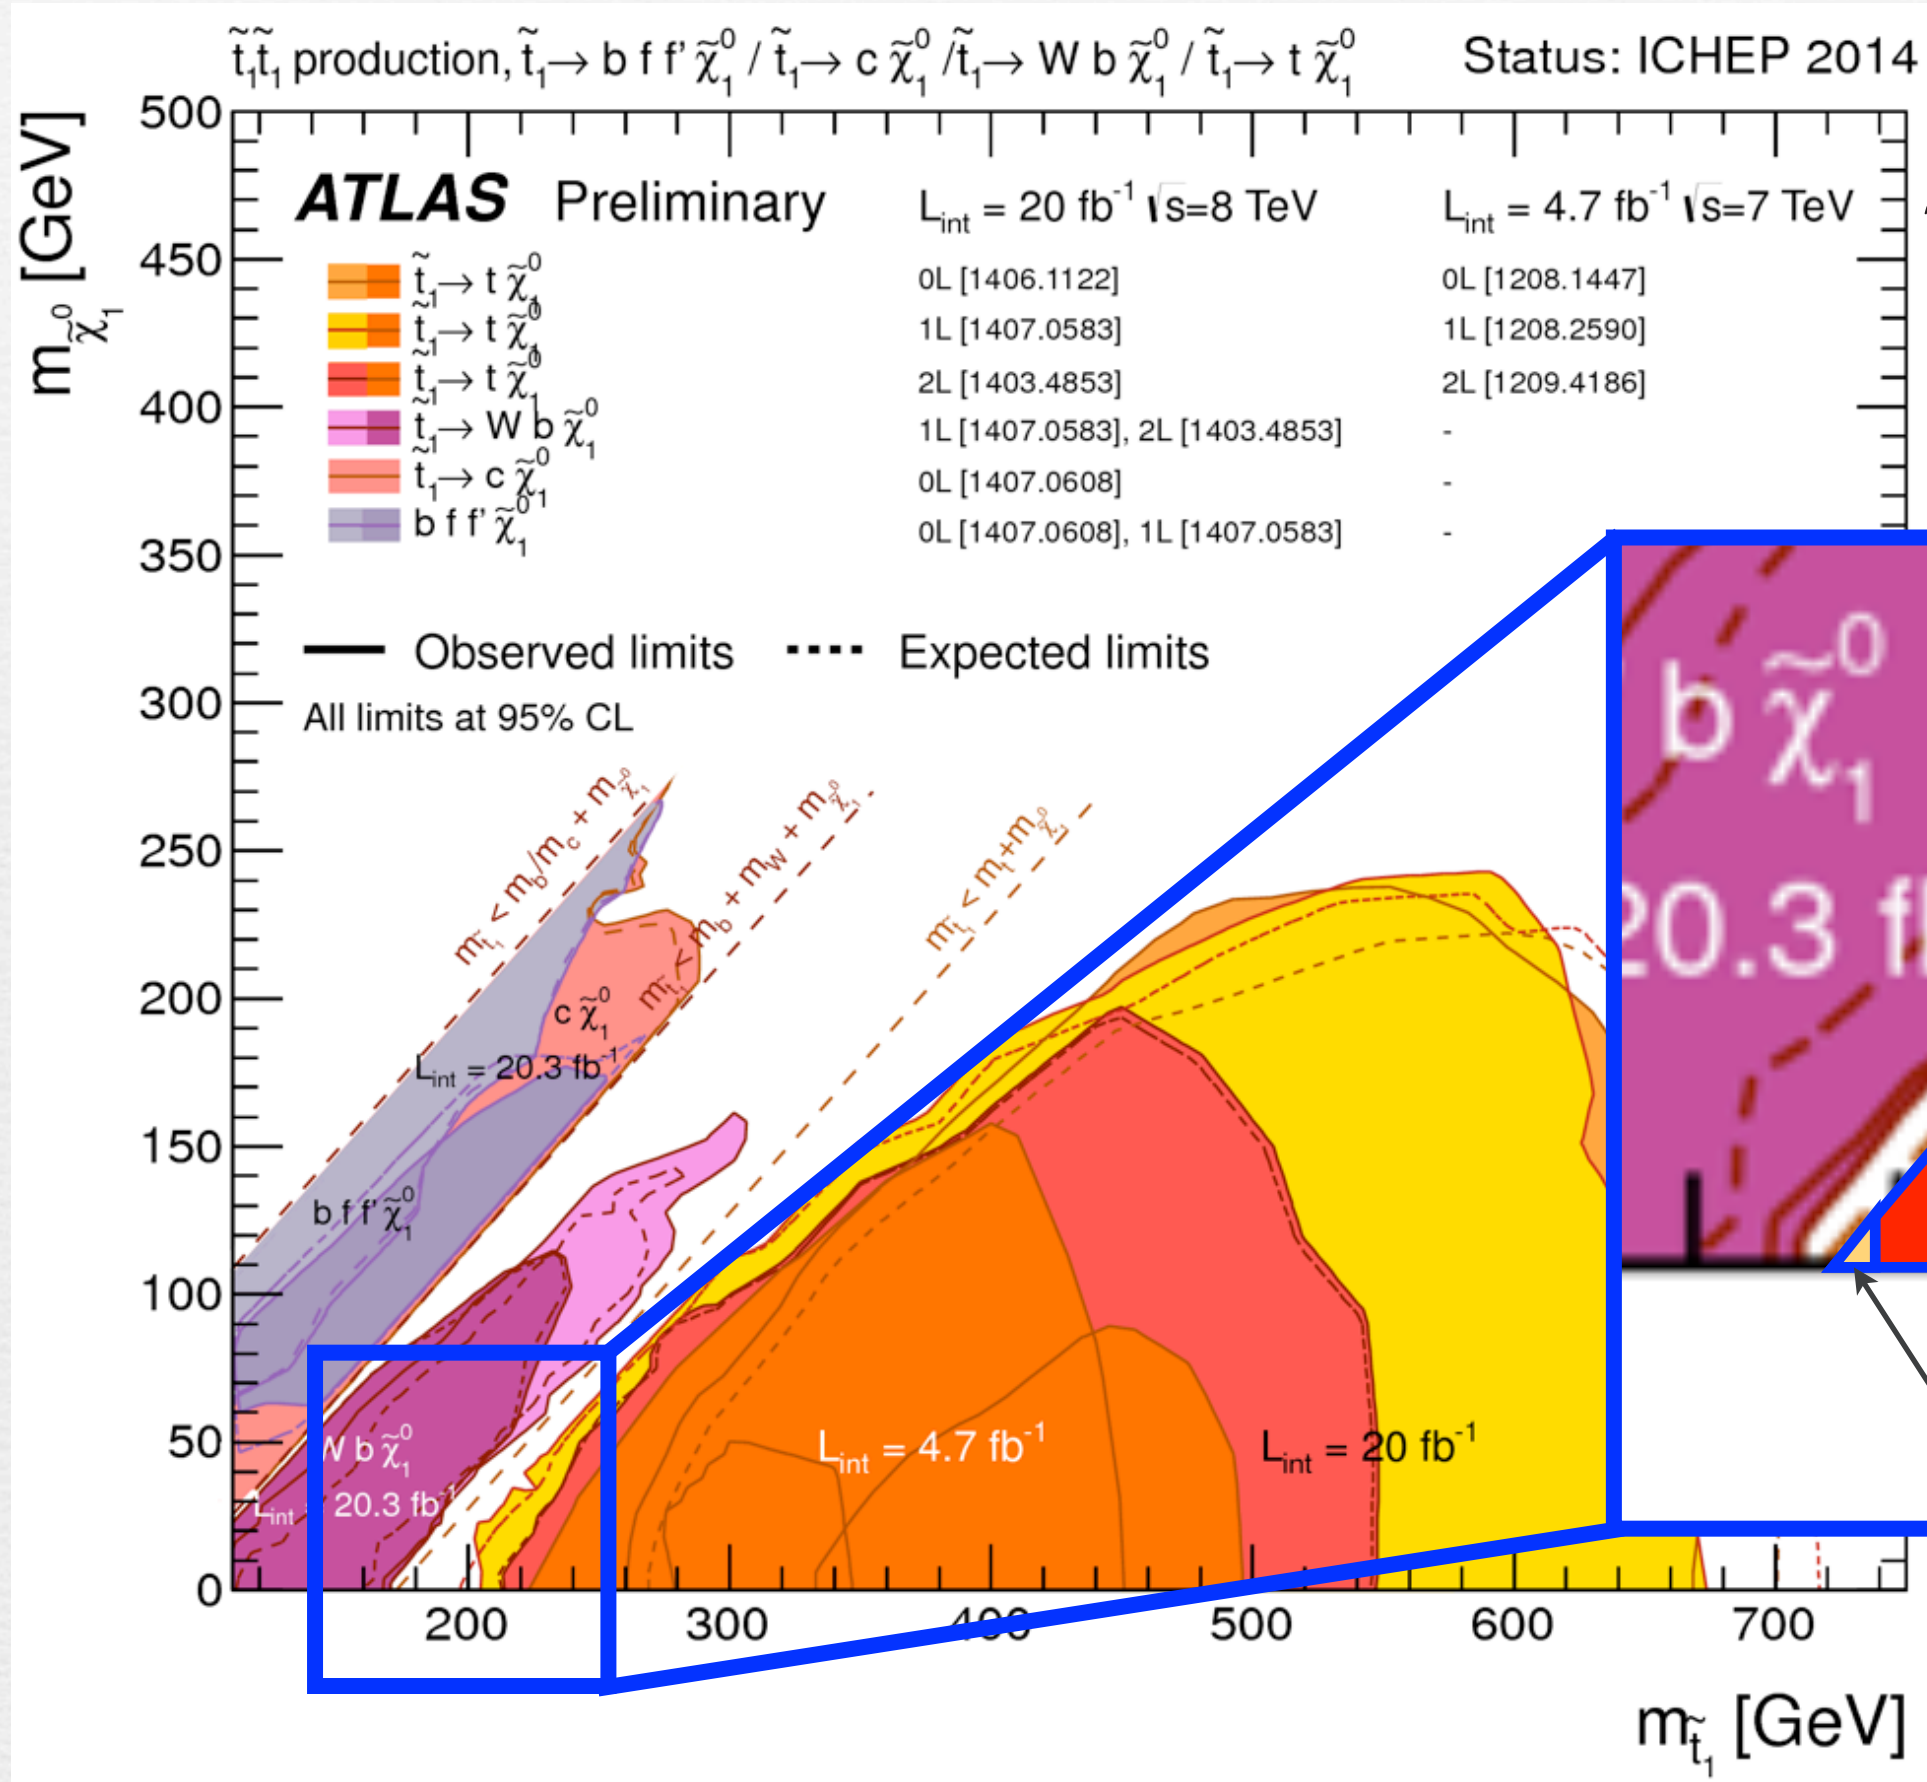 t̃₁t̃₁ production, t̃₁→ b f f' χ̃₁⁰ / t̃₁→ c χ̃₁⁰ / t̃₁→ W b χ̃₁⁰ / t̃₁→ t χ̃₁⁰
Status: ICHEP 2014
m_χ̃₁⁰ [GeV]
500
450
400
350
300
250
200
150
100
50
0
ATLAS Preliminary
L_int = 20 fb⁻¹ √s=8 TeV
L_int = 4.7 fb⁻¹ √s=7 TeV
t̃₁→ t χ̃₁⁰ 0L [1406.1122] 0L [1208.1447]
t̃₁→ t χ̃₁⁰ 1L [1407.0583] 1L [1208.2590]
t̃₁→ t χ̃₁⁰ 2L [1403.4853] 2L [1209.4186]
t̃₁→ W b χ̃₁⁰ 1L [1407.0583], 2L [1403.4853] -
t̃₁→ c χ̃₁⁰ 0L [1407.0608] -
b f f' χ̃₁⁰ 0L [1407.0608], 1L [1407.0583] -
Observed limits
Expected limits
All limits at 95% CL
m_t̃₁ < m_b/m_c + m_χ̃₁⁰
m_t̃₁ < m_b + m_W + m_χ̃₁⁰
m_t̃₁ < m_t + m_χ̃₁⁰
c χ̃₁⁰
L_int = 20.3 fb⁻¹
b f f' χ̃₁⁰
W b χ̃₁⁰
L_int = 20.3 fb⁻¹
L_int = 4.7 fb⁻¹
L_int = 20 fb⁻¹
b χ̃₁⁰
20.3 f
200
300
400
500
600
700
m_t̃₁ [GeV]